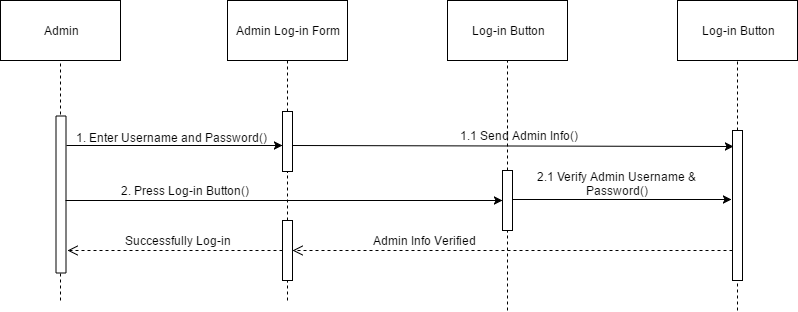 Admin
Admin Log-in Form
Log-in Button
Log-in Button
1. Enter Username and Password()
1.1 Send Admin Info()
2. Press Log-in Button()
2.1 Verify Admin Username &
Password()
Successfully Log-in
Admin Info Verified